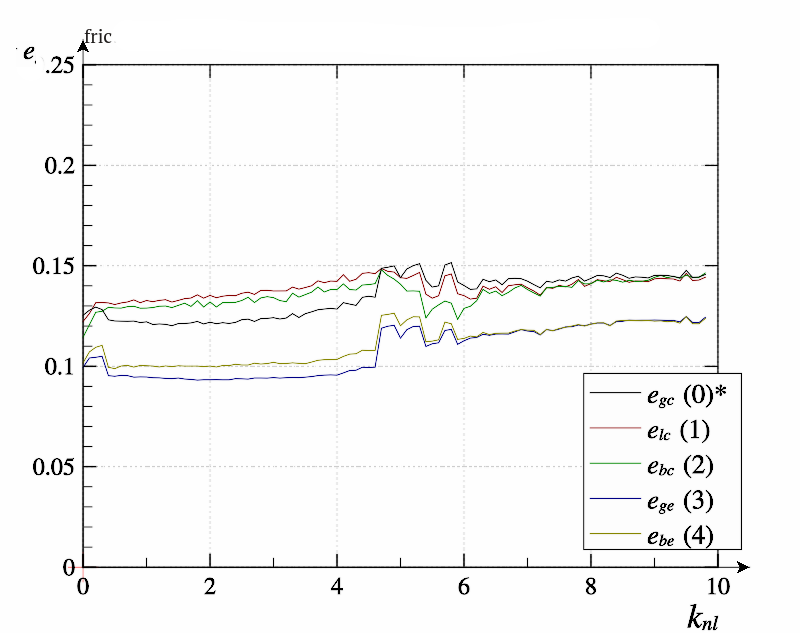 fric
e
.25
0.2
0.15
0.1
0.05
0
0 2 4 6 8 10
k_nl
e_gc (0)*
e_lc (1)
e_bc (2)
e_ge (3)
e_be (4)